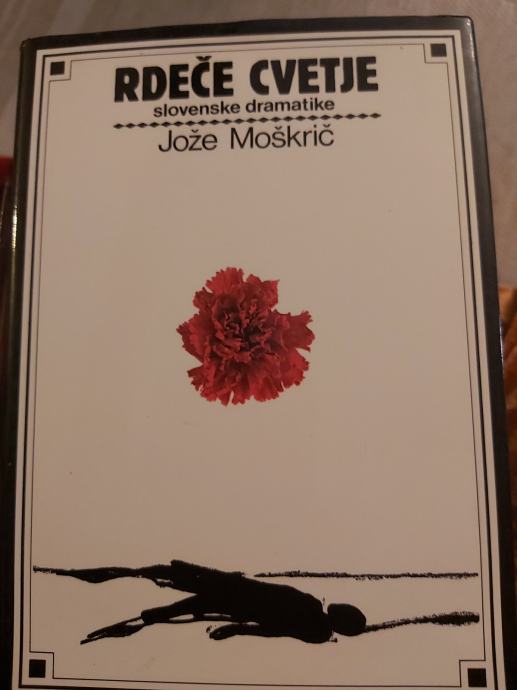 RDEČE CVETJE
slovenske dramatike
Jože Moškrič